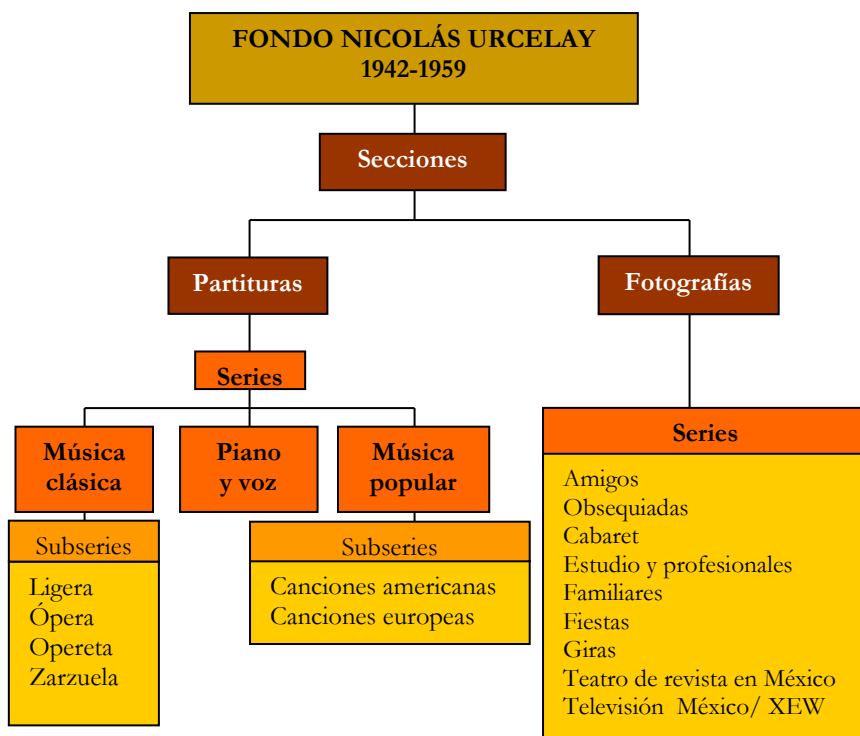 FONDO NICOLÁS URCELAY
1942-1959
Secciones
Partituras
Fotografías
Series
Música
clásica
Piano
y voz
Música
popular
Subseries
Ligera
Ópera
Opereta
Zarzuela
Subseries
Canciones americanas
Canciones europeas
Series
Amigos
Obsequiadas
Cabaret
Estudio y profesionales
Familiares
Fiestas
Giras
Teatro de revista en México
Televisión México/ XEW